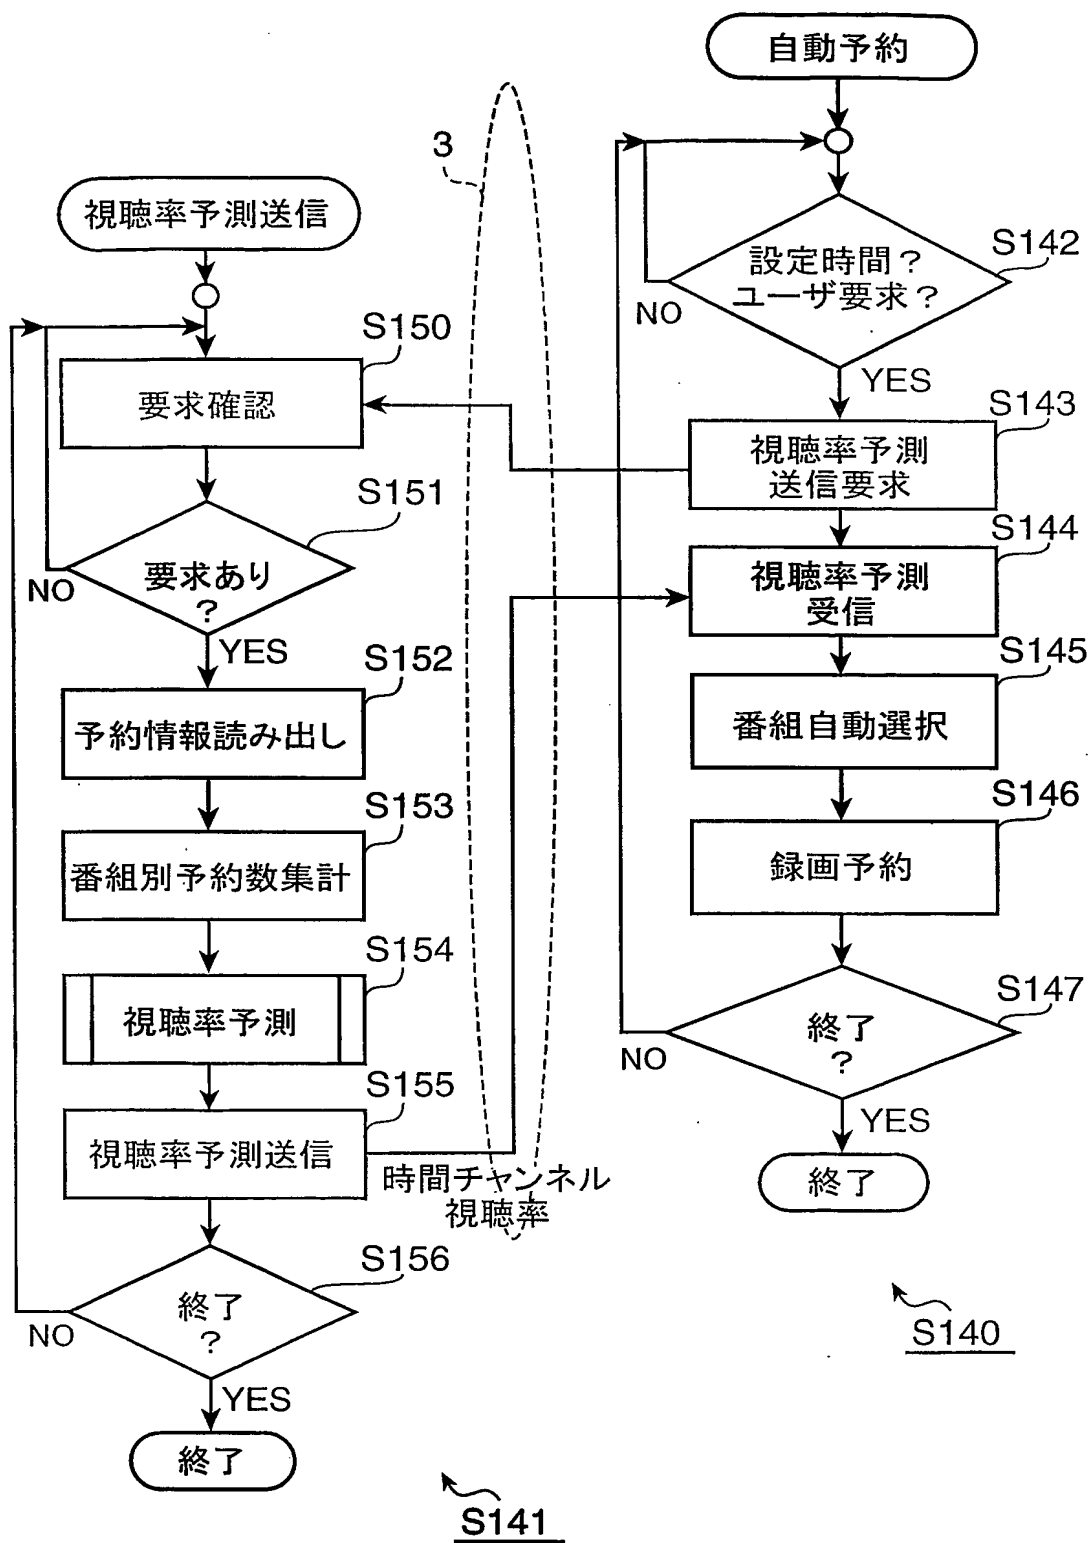 自動予約
3
視聴率予測送信
設定時間?
ユーザ要求?
S142
NO
YES
S150
要求確認
S143
視聴率予測
送信要求
S151
要求あり
?
NO
YES
S144
視聴率予測
受信
S152
予約情報読み出し
S145
番組自動選択
S153
番組別予約数集計
S146
録画予約
S154
視聴率予測
S147
終了
?
NO
YES
S155
視聴率予測送信
時間チャンネル
視聴率
終了
S156
終了
?
NO
YES
S140
終了
S141